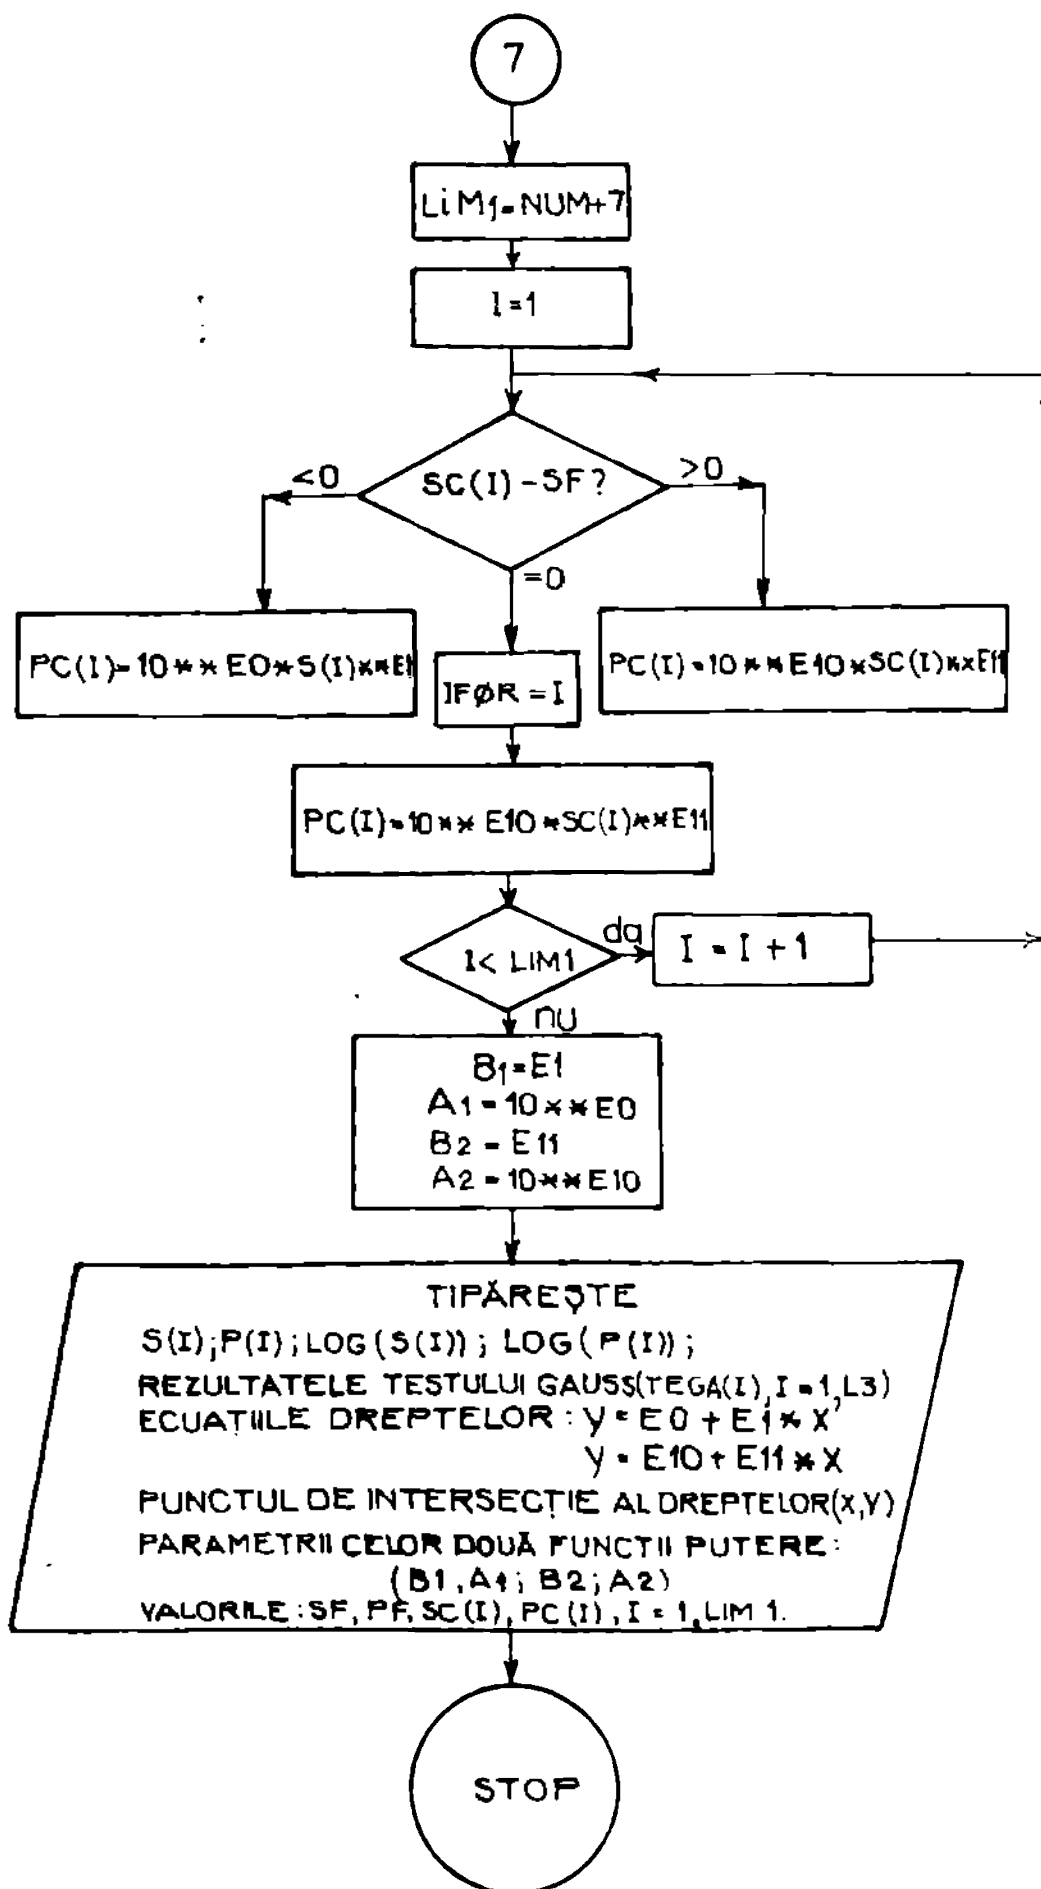 7
LiM1=NUM+7
I=1
SC(I)-SF?
<0
>0
=0
PC(I)=10**E0*S(I)**E1
IFØR=I
PC(I)=10**E10*SC(I)**E11
PC(I)=10**E10*SC(I)**E11
I<LIM1
da
I=I+1
nu
B1=E1
A1=10**E0
B2=E11
A2=10**E10
TIPĂREȘTE
S(I);P(I);LOG(S(I)); LOG(P(I));
REZULTATELE TESTULUI GAUSS(TEGA(I),I=1,L3)
ECUAȚIILE DREPTELOR: Y=E0+E1*X
Y=E10+E11*X
PUNCTUL DE INTERSECȚIE AL DREPTELOR(X,Y)
PARAMETRII CELOR DOUĂ FUNCTII PUTERE:
(B1,A1; B2; A2)
VALORILE:SF, PF, SC(I), PC(I), I=1, LIM 1.
STOP